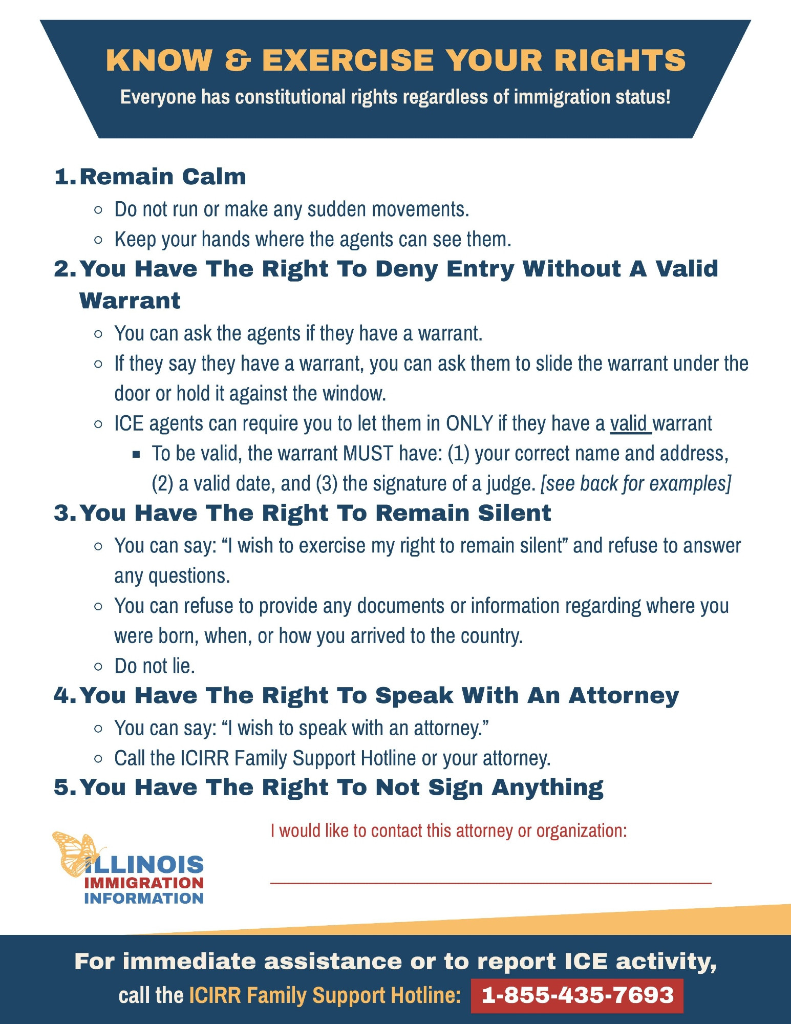 KNOW & EXERCISE YOUR RIGHTS
Everyone has constitutional rights regardless of immigration status!
1. Remain Calm
○ Do not run or make any sudden movements.
○ Keep your hands where the agents can see them.
2. You Have The Right To Deny Entry Without A Valid
Warrant
○ You can ask the agents if they have a warrant.
○ If they say they have a warrant, you can ask them to slide the warrant under the
door or hold it against the window.
○ ICE agents can require you to let them in ONLY if they have a valid warrant
▪ To be valid, the warrant MUST have: (1) your correct name and address,
(2) a valid date, and (3) the signature of a judge. [see back for examples]
3. You Have The Right To Remain Silent
○ You can say: “I wish to exercise my right to remain silent” and refuse to answer
any questions.
○ You can refuse to provide any documents or information regarding where you
were born, when, or how you arrived to the country.
○ Do not lie.
4. You Have The Right To Speak With An Attorney
○ You can say: “I wish to speak with an attorney.”
○ Call the ICIRR Family Support Hotline or your attorney.
5. You Have The Right To Not Sign Anything
I would like to contact this attorney or organization:
ILLINOIS
IMMIGRATION
INFORMATION
For immediate assistance or to report ICE activity,
call the ICIRR Family Support Hotline: 1-855-435-7693